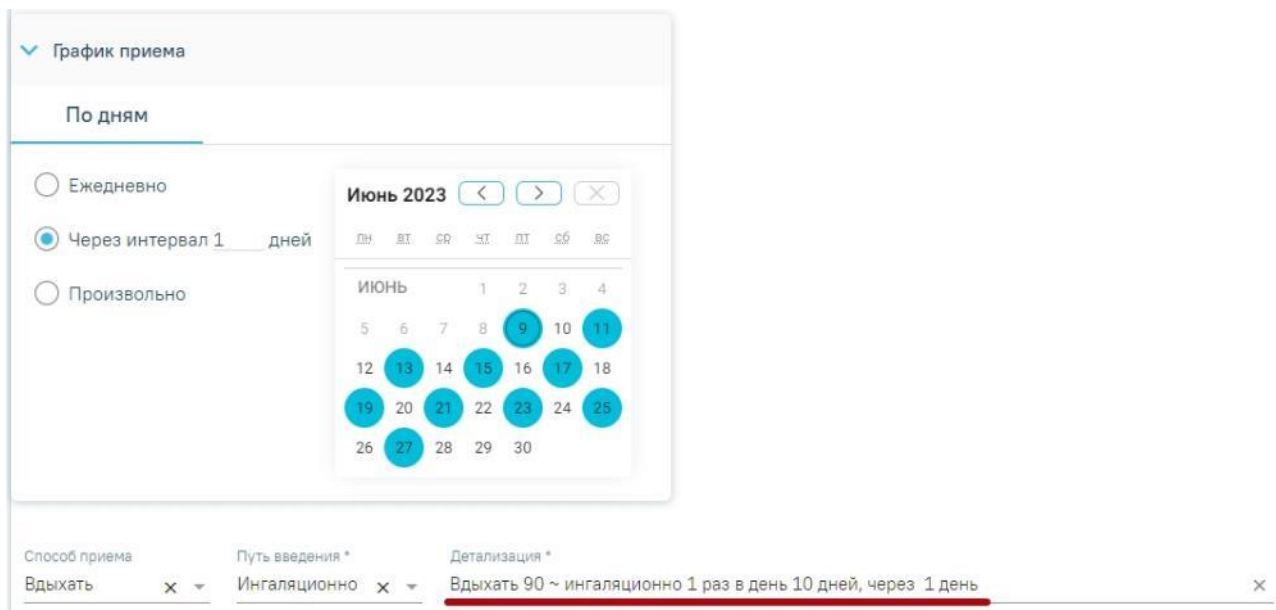 График приема
По дням
Ежедневно
Через интервал 1 дней
Произвольно
Июнь 2023
пн вт ср чт пт сб вс
ИЮНЬ 1 2 3 4
5 6 7 8 9 10 11
12 13 14 15 16 17 18
19 20 21 22 23 24 25
26 27 28 29 30
Способ приема Путь введения * Детализация *
Вдыхать Ингаляционно Вдыхать 90 ~ ингаляционно 1 раз в день 10 дней, через 1 день